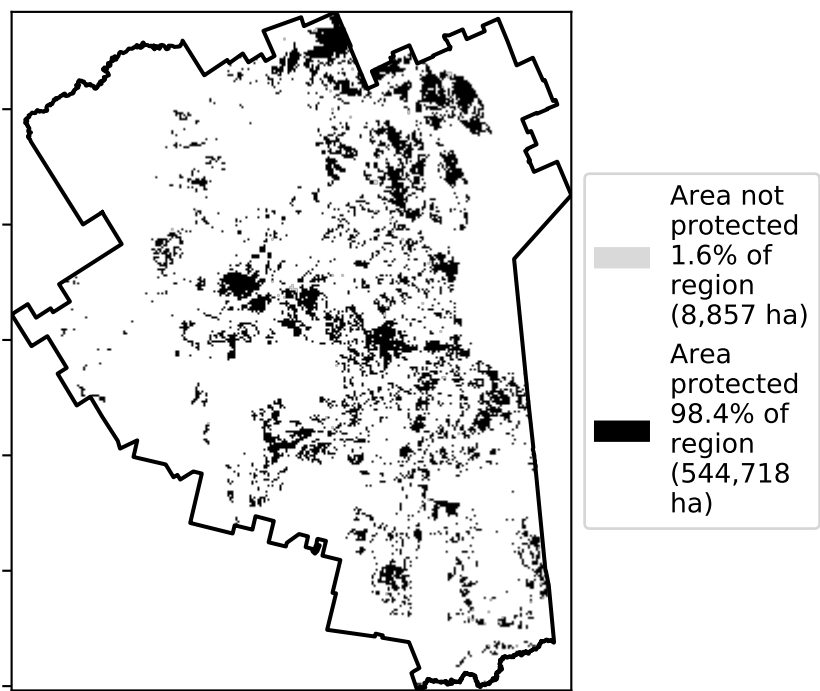 Area not
protected
1.6% of
region
(8,857 ha)
Area
protected
98.4% of
region
(544,718
ha)